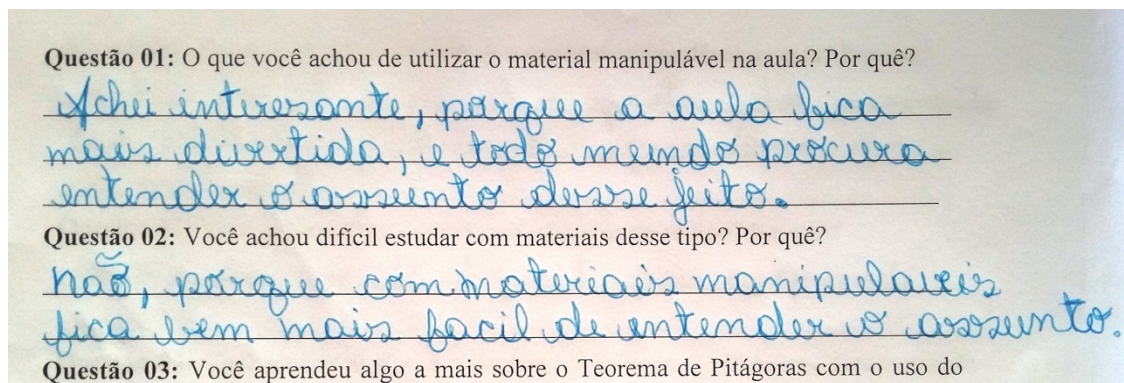 Questão 01: O que você achou de utilizar o material manipulável na aula? Por quê?
Achei interesante, porque a aula fica
mais divertida, e todo mundo procura
entender o assunto desse jeito.
Questão 02: Você achou difícil estudar com materiais desse tipo? Por quê?
não, porque com materiais manipulaveis
fica bem mais facil de entender o assunto.
Questão 03: Você aprendeu algo a mais sobre o Teorema de Pitágoras com o uso do